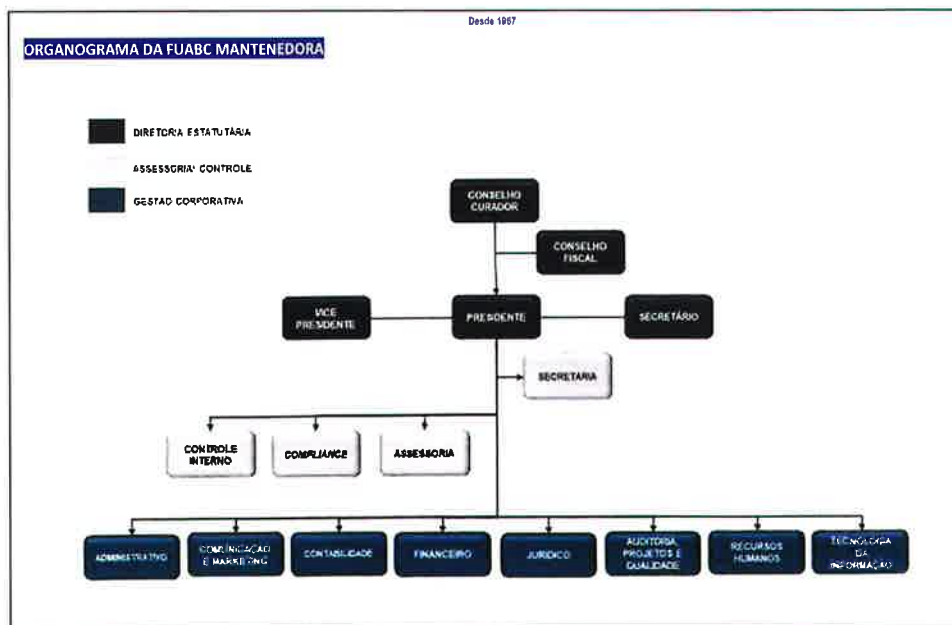 Desde 1967
ORGANOGRAMA DA FUABC MANTENEDORA
DIRETORIA ESTATUTÁRIA
ASSESSORIA/ CONTROLE
GESTÃO CORPORATIVA
CONSELHO
CURADOR
CONSELHO
FISCAL
VICE
PRESIDENTE
PRESIDENTE
SECRETÁRIO
SECRETARIA
CONTROLE
INTERNO
COMPLIANCE
ASSESSORIA
ADMINISTRATIVO
COMUNICAÇÃO
E MARKETING
CONTABILIDADE
FINANCEIRO
JURÍDICO
AUDITORIA,
PROJETOS E
QUALIDADE
RECURSOS
HUMANOS
TECNOLOGIA
DA
INFORMAÇÃO